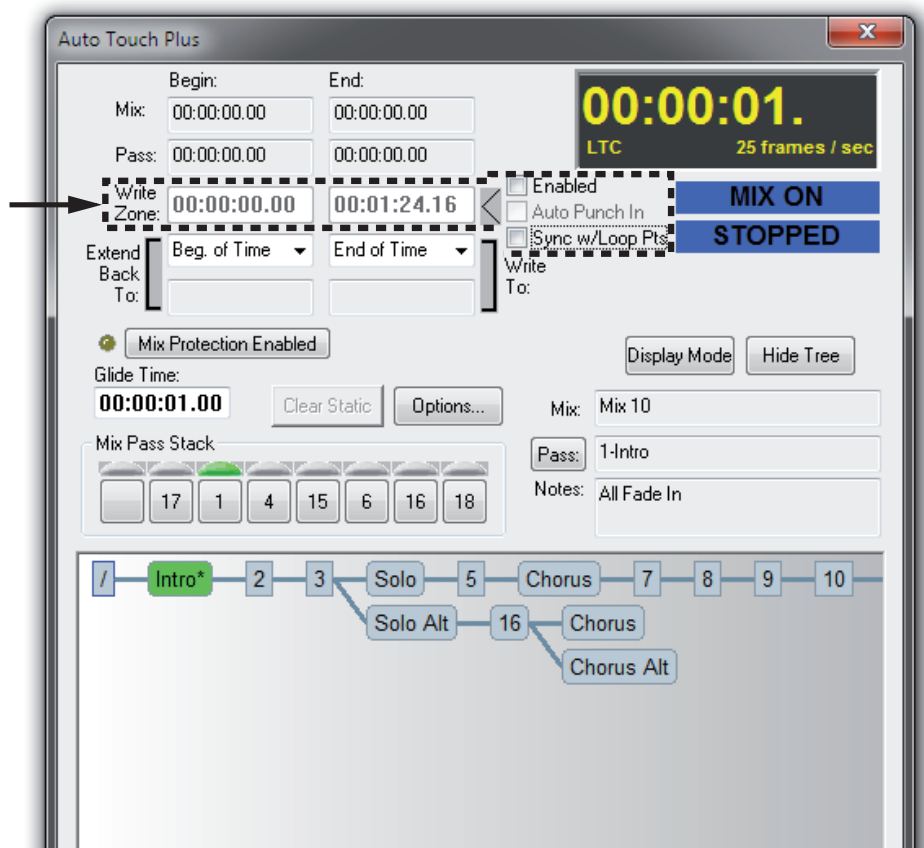 Auto Touch Plus
Begin: End:
Mix: 00:00:00.00 00:00:00.00
Pass: 00:00:00.00 00:00:00.00
Write Zone: 00:00:00.00 00:01:24.16
00:00:01.
LTC 25 frames / sec
Enabled
Auto Punch In
Sync w/Loop Pts
MIX ON
STOPPED
Extend Back To: Beg. of Time End of Time Write To:
Mix Protection Enabled
Display Mode Hide Tree
Glide Time:
00:00:01.00 Clear Static Options...
Mix: Mix 10
Mix Pass Stack
Pass: 1-Intro
17 1 4 15 6 16 18
Notes: All Fade In
/ Intro* 2 3 Solo 5 Chorus 7 8 9 10
Solo Alt 16 Chorus
Chorus Alt